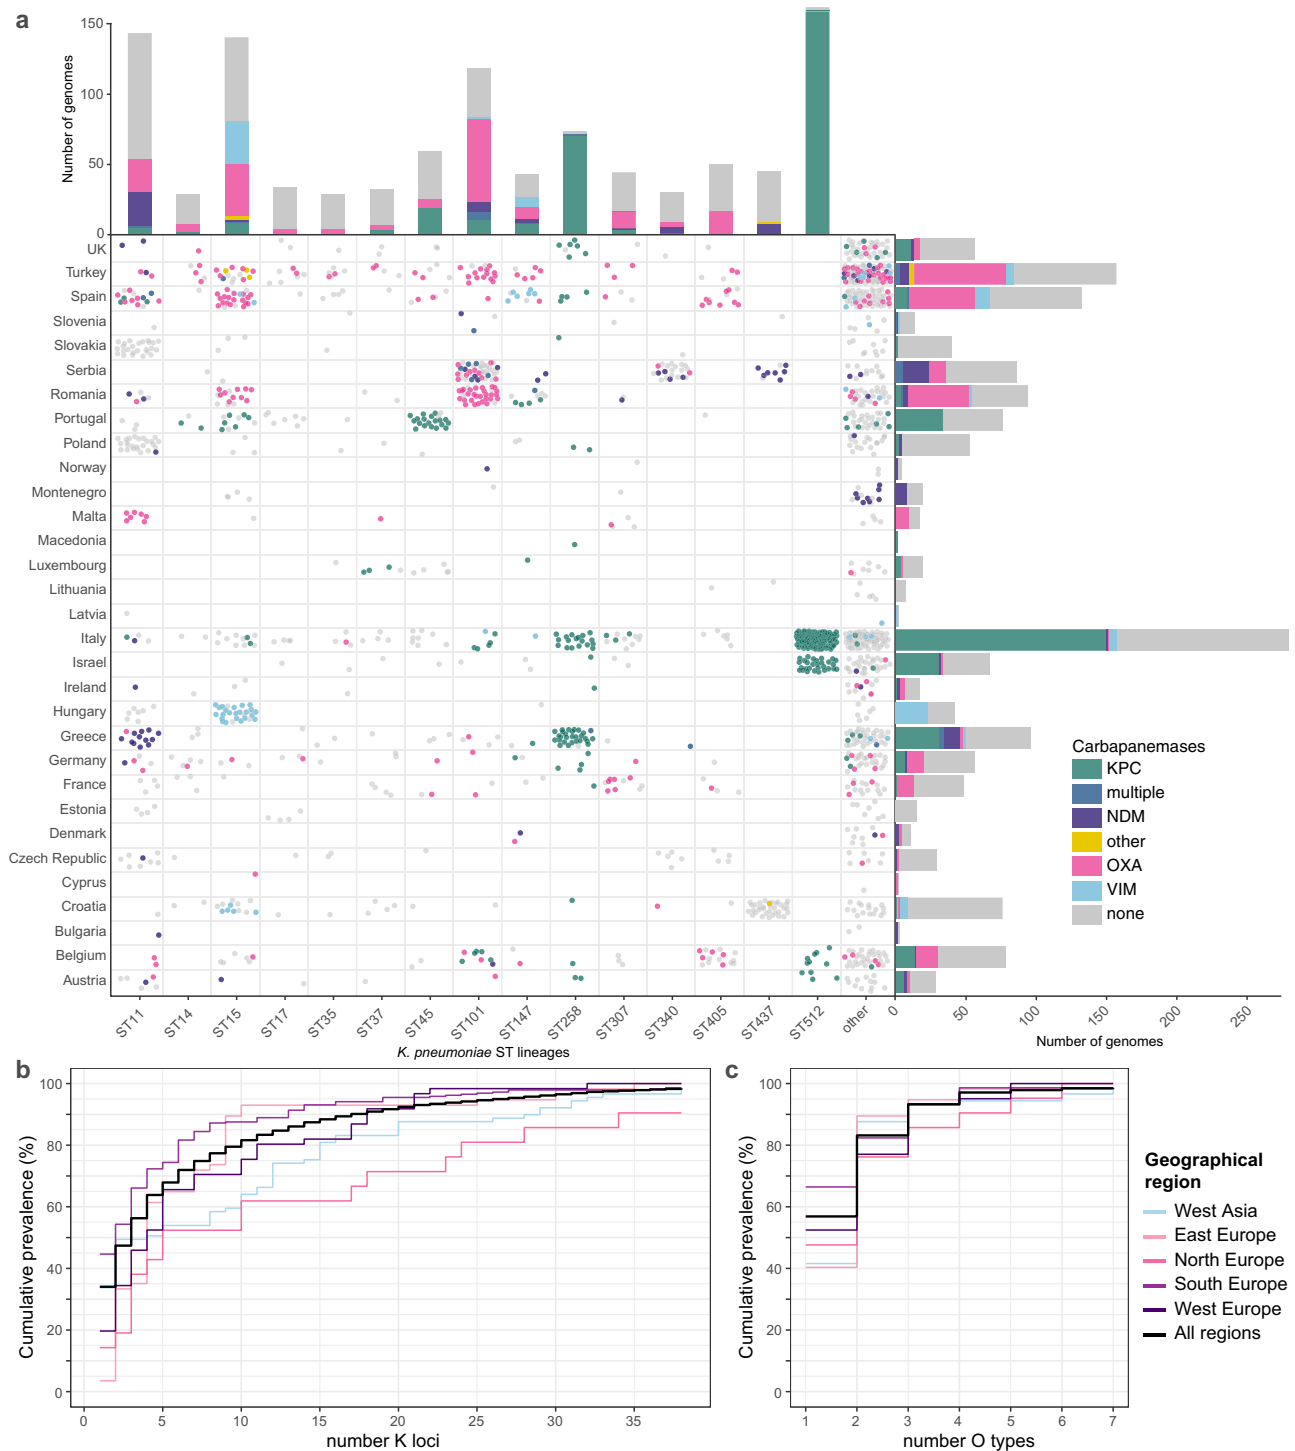 a
Number of genomes
150
100
50
0
UK
Turkey
Spain
Slovenia
Slovakia
Serbia
Romania
Portugal
Poland
Norway
Montenegro
Malta
Macedonia
Luxembourg
Lithuania
Latvia
Italy
Israel
Ireland
Hungary
Greece
Germany
France
Estonia
Denmark
Czech Republic
Cyprus
Croatia
Bulgaria
Belgium
Austria
Carbapanemases
KPC
multiple
NDM
other
OXA
VIM
none
ST11 ST14 ST15 ST17 ST35 ST37 ST45 ST101 ST147 ST258 ST307 ST340 ST405 ST437 ST512 other
0 50 100 150 200 250
K. pneumoniae ST lineages
Number of genomes
b
Cumulative prevalence (%)
100
80
60
40
20
0
0 5 10 15 20 25 30 35
number K loci
c
Cumulative prevalence (%)
100
80
60
40
20
0
1 2 3 4 5 6 7
number O types
Geographical
region
West Asia
East Europe
North Europe
South Europe
West Europe
All regions